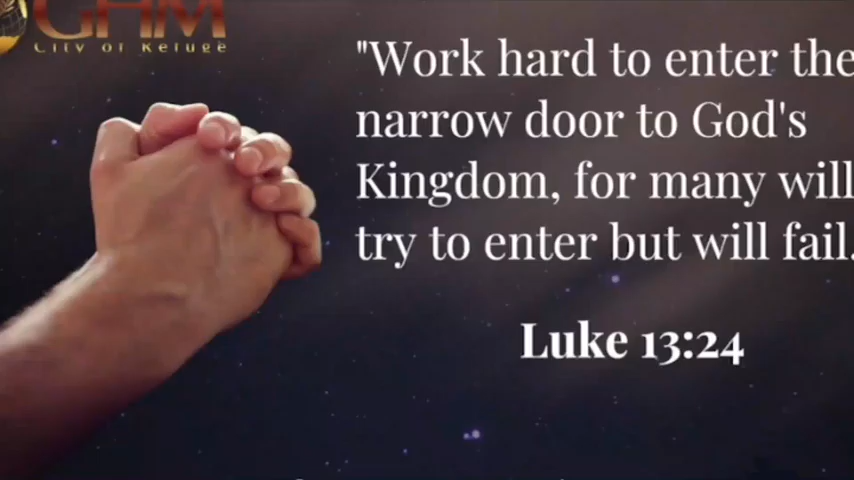 GHM
City of Refuge
"Work hard to enter the
narrow door to God's
Kingdom, for many will
try to enter but will fail.
Luke 13:24